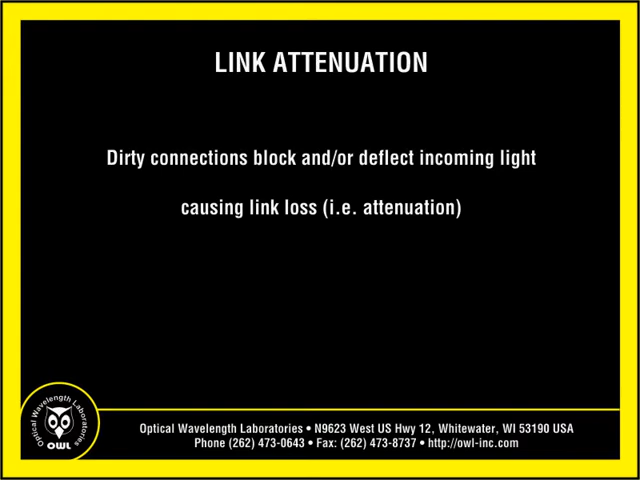 LINK ATTENUATION
Dirty connections block and/or deflect incoming light
causing link loss (i.e. attenuation)
Optical Wavelength Laboratories
OWL
Optical Wavelength Laboratories • N9623 West US Hwy 12, Whitewater, WI 53190 USA
Phone (262) 473-0643 • Fax: (262) 473-8737 • http://owl-inc.com